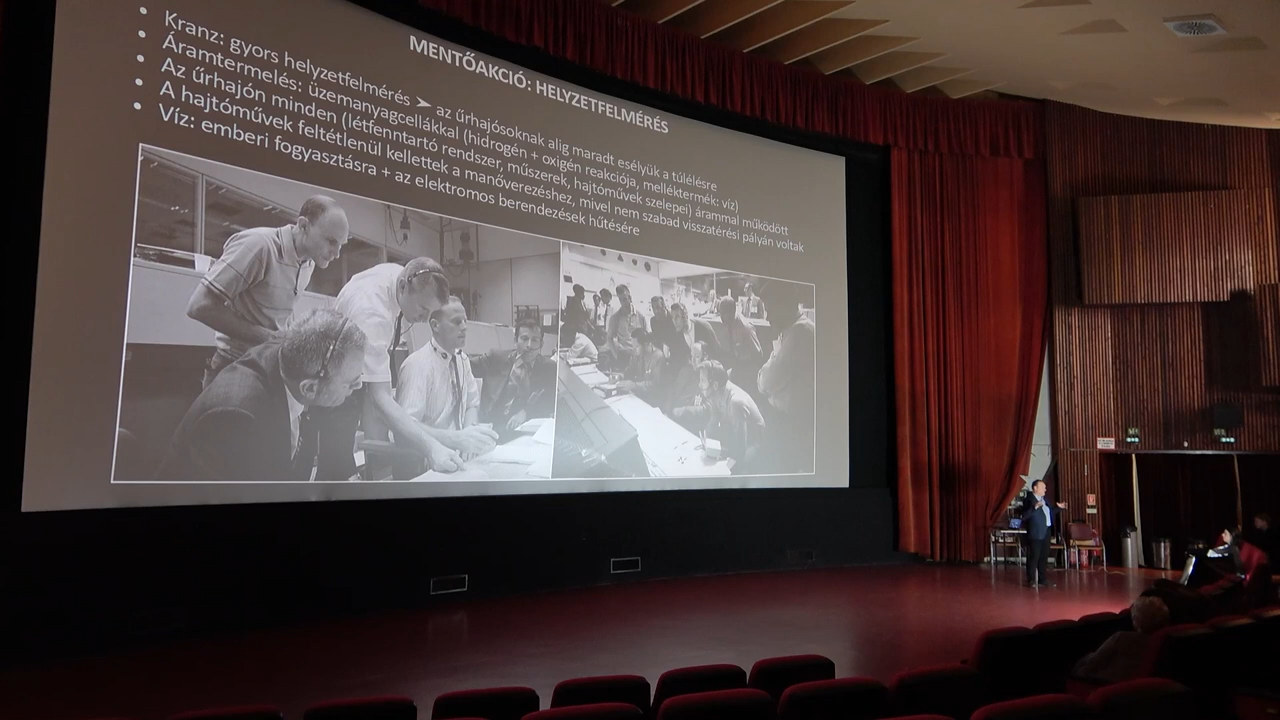 MENTŐAKCIÓ: HELYZETFELMÉRÉS
• Kranz: gyors helyzetfelmérés ➤ az űrhajósoknak alig maradt esélyük a túlélésre
• Áramtermelés: üzemanyagcellákkal (hidrogén + oxigén reakciója, melléktermék: víz)
• Az űrhajón minden (létfenntartó rendszer, műszerek, hajtóművek szelepei) árammal működött
• A hajtóművek feltétlenül kellettek a manőverezéshez, mivel nem szabad visszatérési pályán voltak
• Víz: emberi fogyasztásra + az elektromos berendezések hűtésére